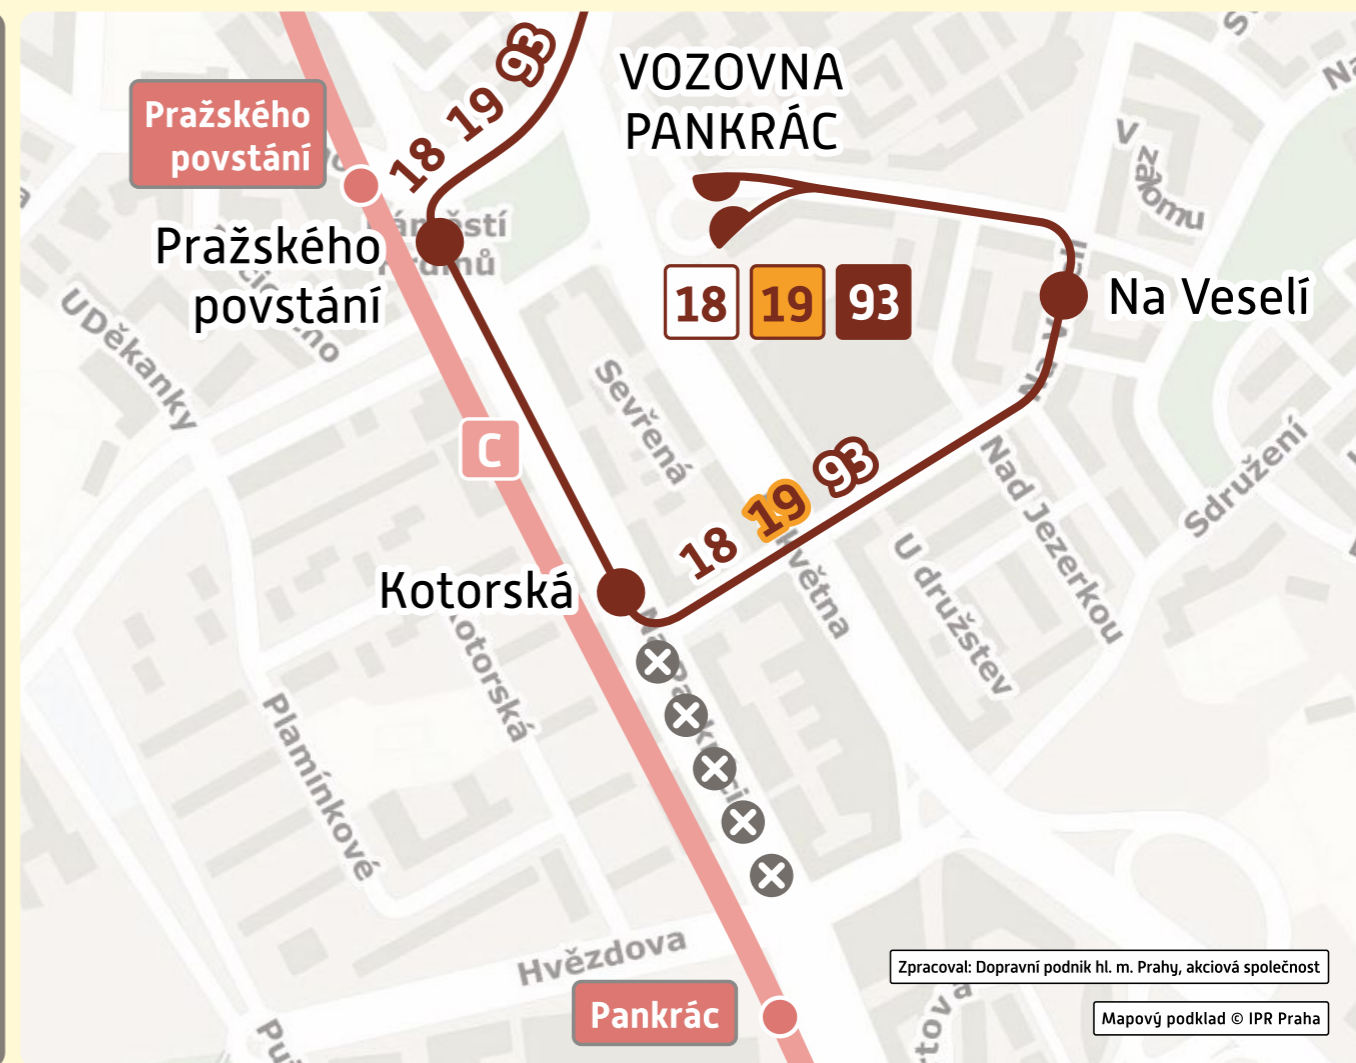 18 19 93
VOZOVNA
PANKRÁC
Pražského
povstání
Pražského
povstání
V zálomu
18 19 93
Na Veselí
U Děkanky
Sevřená
C
18 19 93
Nad Jezerkou
Sdružení
Kotorská
května
U družstev
Kotorská
Plamínkové
Hvězdova
Pankrác
Zpracoval: Dopravní podnik hl. m. Prahy, akciová společnost
Mapový podklad © IPR Praha